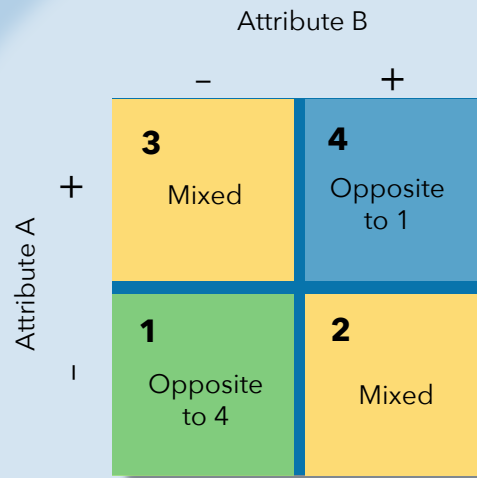 Attribute B
– +
3
Mixed
4
Opposite
to 1
+
Attribute A
–
1
Opposite
to 4
2
Mixed